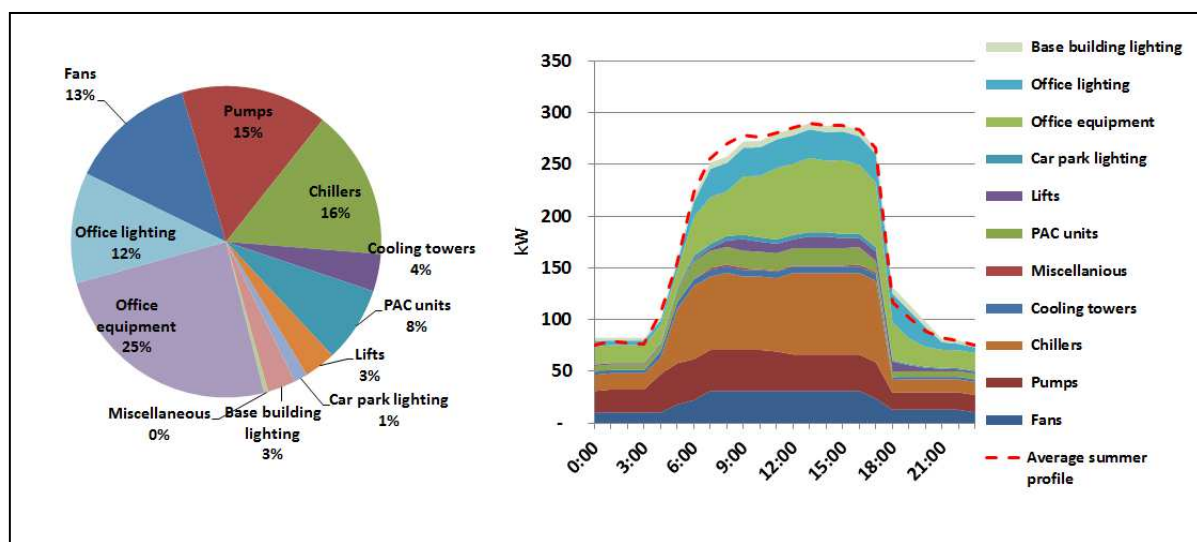 Fans
13%
Pumps
15%
Chillers
16%
Cooling towers
4%
PAC units
8%
Lifts
3%
Car park lighting
1%
Base building
lighting
3%
Miscellaneous
0%
Office
equipment
25%
Office lighting
12%
kW
350
300
250
200
150
100
50
-
0:00
3:00
6:00
9:00
12:00
15:00
18:00
21:00
Base building lighting
Office lighting
Office equipment
Car park lighting
Lifts
PAC units
Miscellanious
Cooling towers
Chillers
Pumps
Fans
Average summer
profile